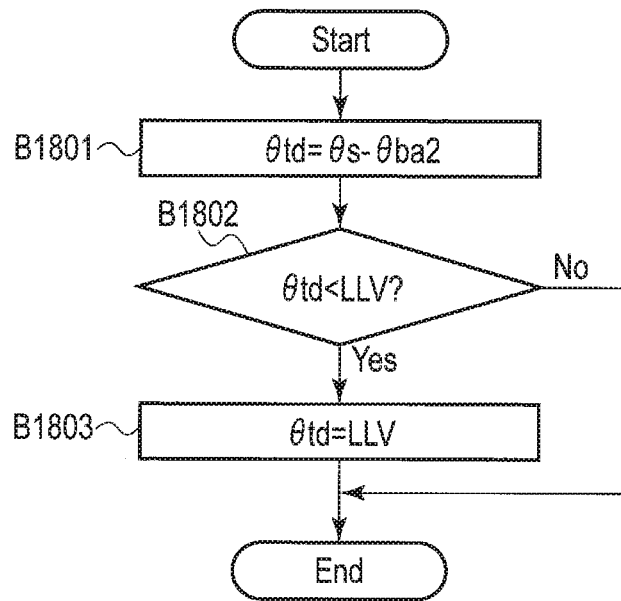 Start
B1801
θtd= θs- θba2
B1802
θtd<LLV?
No
Yes
B1803
θtd=LLV
End